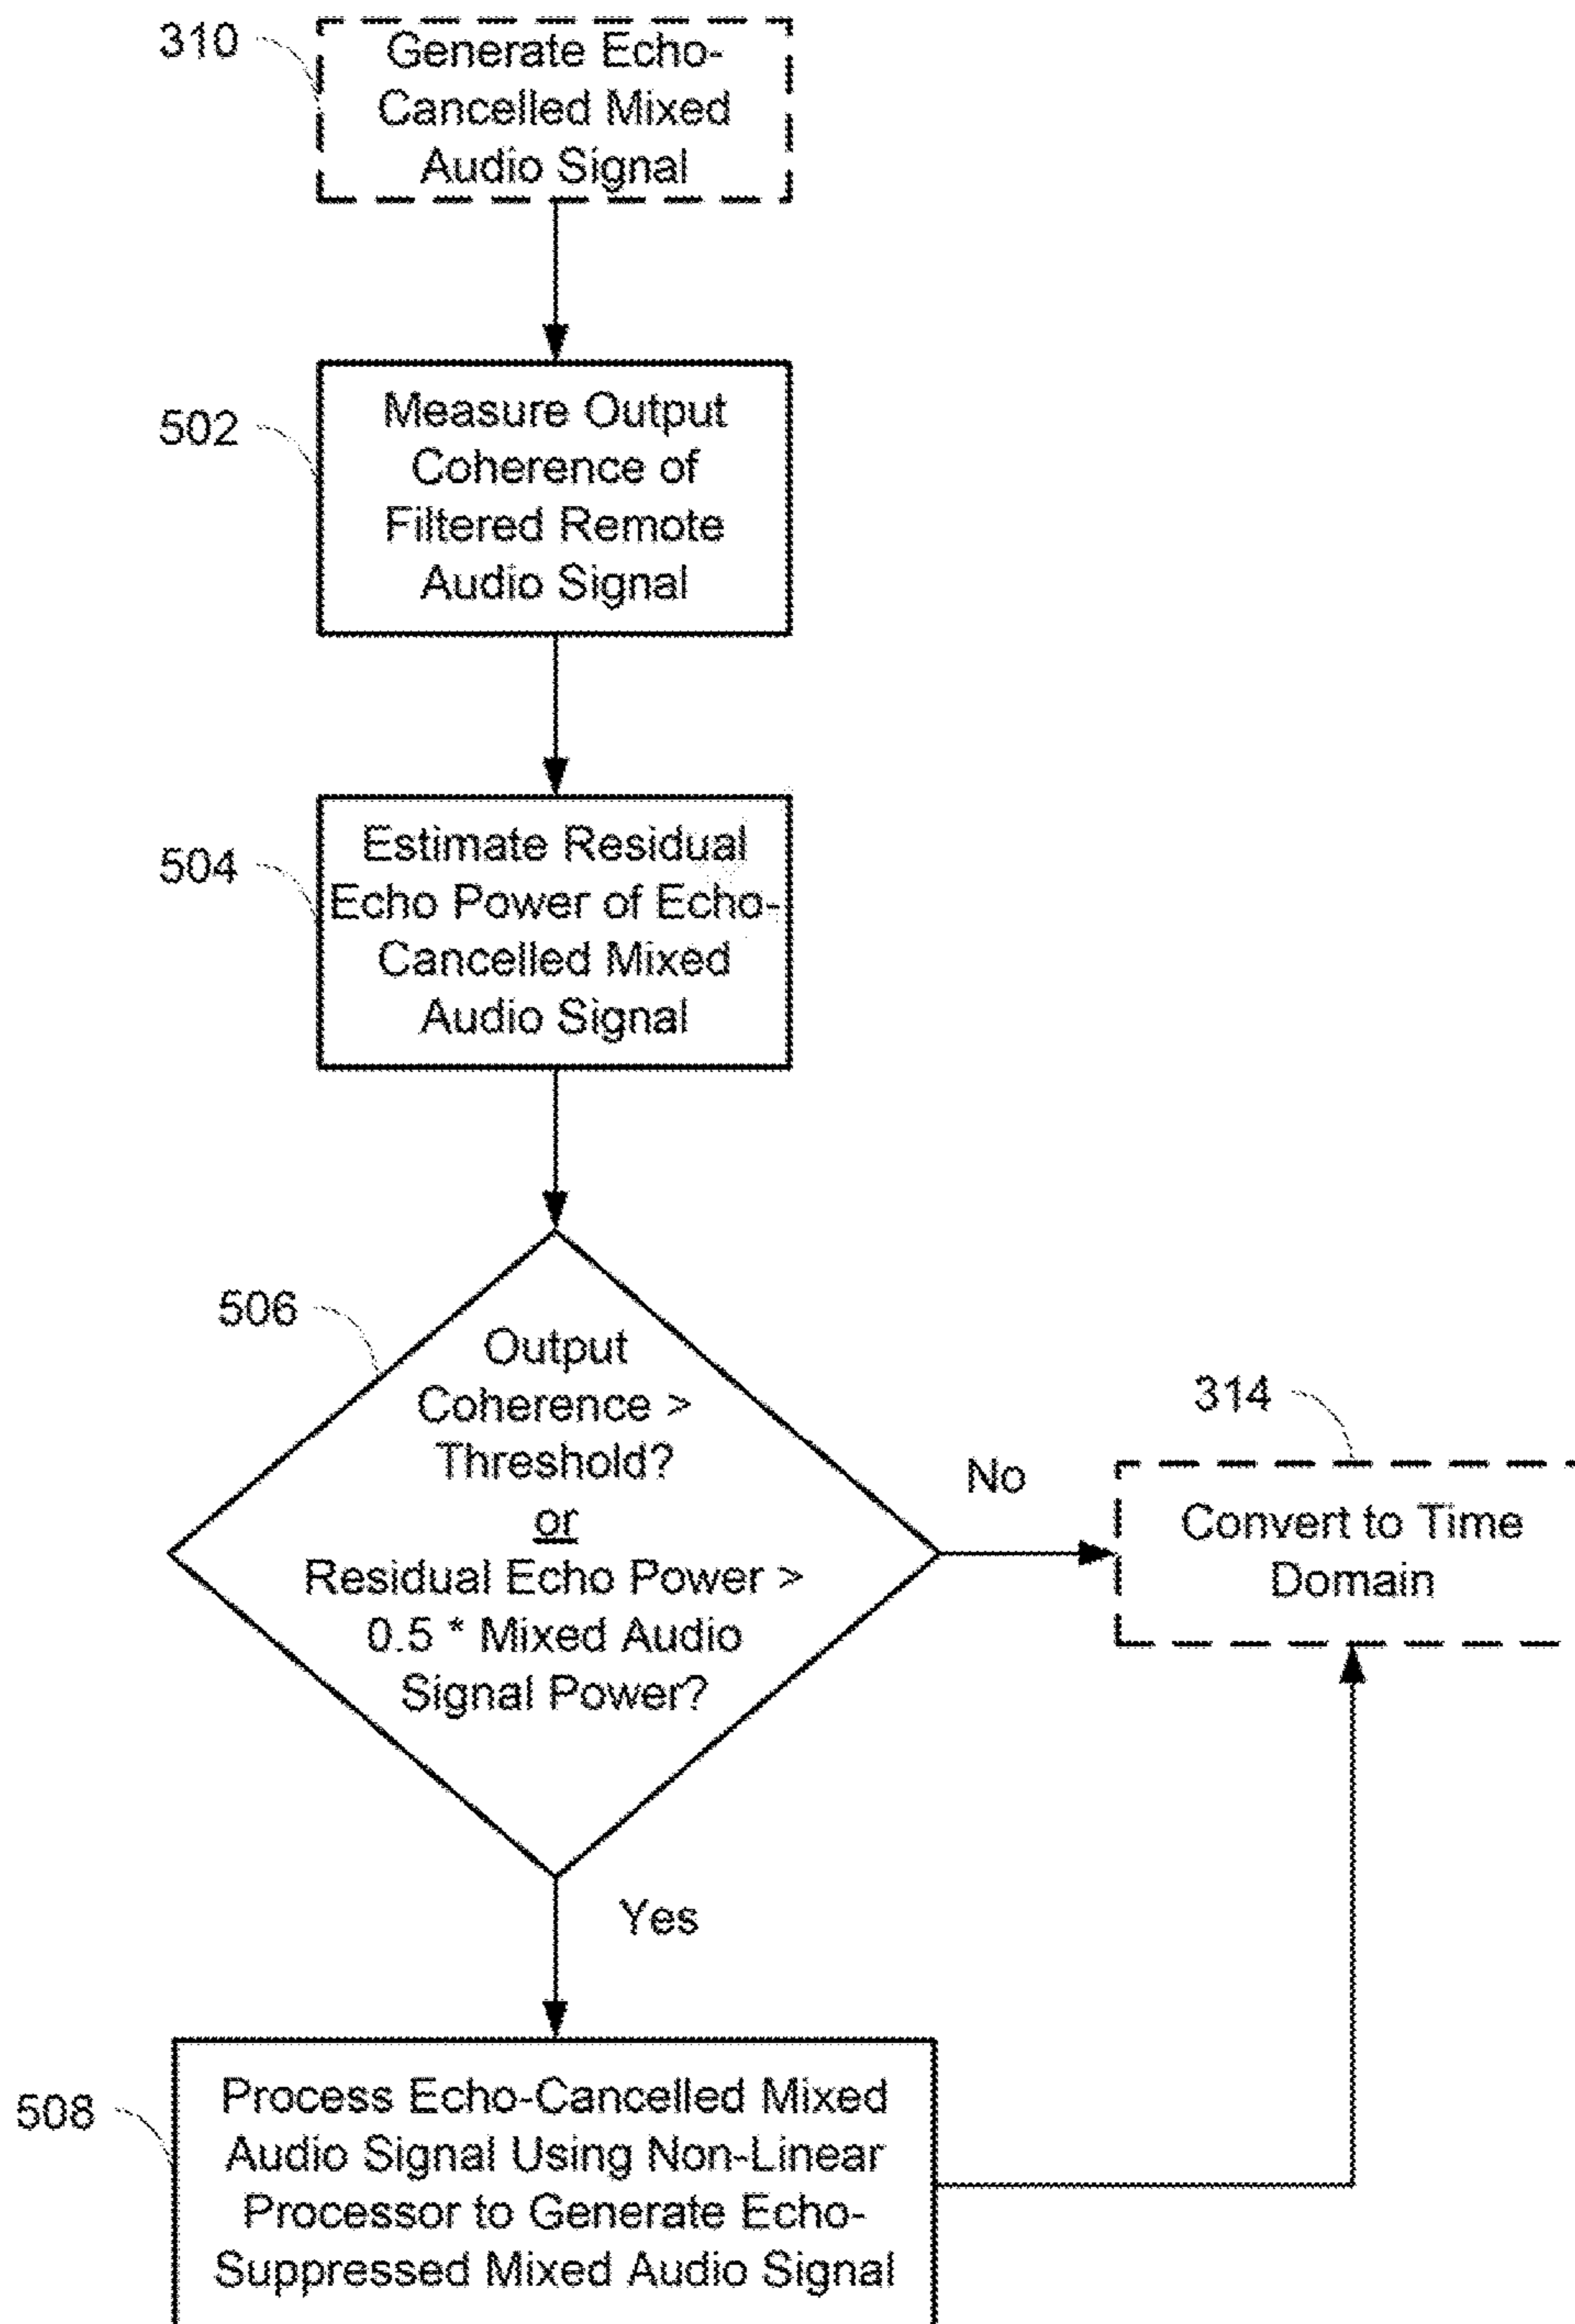 310
Generate Echo-
Cancelled Mixed
Audio Signal
502
Measure Output
Coherence of
Filtered Remote
Audio Signal
504
Estimate Residual
Echo Power of Echo-
Cancelled Mixed
Audio Signal
506
Output
Coherence >
Threshold?
or
Residual Echo Power >
0.5 * Mixed Audio
Signal Power?
No
314
Convert to Time
Domain
Yes
508
Process Echo-Cancelled Mixed
Audio Signal Using Non-Linear
Processor to Generate Echo-
Suppressed Mixed Audio Signal